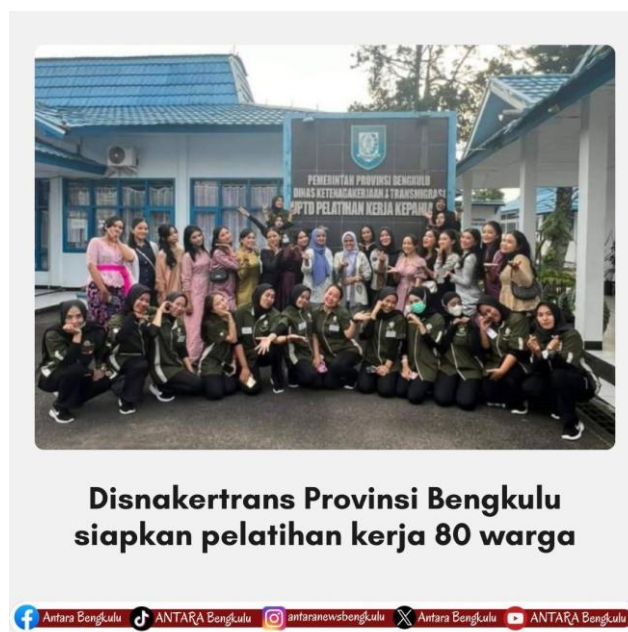 PEMERINTAH PROVINSI BENGKULU
DINAS KETENAGAKERJAAN & TRANSMIGRASI
UPTD PELATIHAN KERJA
Disnakertrans Provinsi Bengkulu
siapkan pelatihan kerja 80 warga
Antara Bengkulu ANTARA Bengkulu antaranewsbengkulu Antara Bengkulu ANTARA Bengkulu